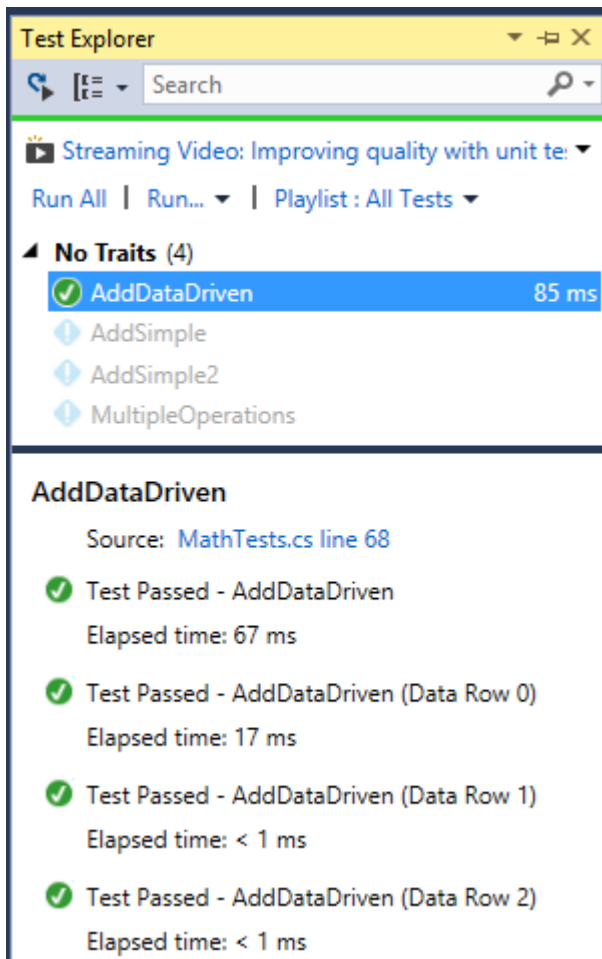 Test Explorer
Search
Streaming Video: Improving quality with unit te:
Run All | Run... | Playlist : All Tests
No Traits (4)
AddDataDriven 85 ms
AddSimple
AddSimple2
MultipleOperations
AddDataDriven
Source: MathTests.cs line 68
Test Passed - AddDataDriven
Elapsed time: 67 ms
Test Passed - AddDataDriven (Data Row 0)
Elapsed time: 17 ms
Test Passed - AddDataDriven (Data Row 1)
Elapsed time: < 1 ms
Test Passed - AddDataDriven (Data Row 2)
Elapsed time: < 1 ms